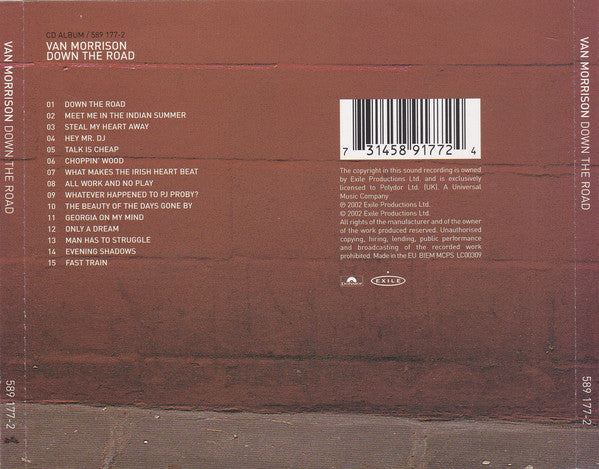 VAN MORRISON DOWN THE ROAD
589 177-2
CD ALBUM / 589 177-2
VAN MORRISON
DOWN THE ROAD
01 DOWN THE ROAD
02 MEET ME IN THE INDIAN SUMMER
03 STEAL MY HEART AWAY
04 HEY MR. DJ
05 TALK IS CHEAP
06 CHOPPIN' WOOD
07 WHAT MAKES THE IRISH HEART BEAT
08 ALL WORK AND NO PLAY
09 WHATEVER HAPPENED TO PJ PROBY?
10 THE BEAUTY OF THE DAYS GONE BY
11 GEORGIA ON MY MIND
12 ONLY A DREAM
13 MAN HAS TO STRUGGLE
14 EVENING SHADOWS
15 FAST TRAIN
7 31458 91772 4
The copyright in this sound recording is owned
by Exile Productions Ltd. and is exclusively
licensed to Polydor Ltd. (UK). A Universal
Music Company
℗ 2002 Exile Productions Ltd.
© 2002 Exile Productions Ltd.
All rights of the manufacturer and of the owner
of the work produced reserved. Unauthorised
copying, hiring, lending, public performance
and broadcasting of the recorded work
prohibited. Made in the EU BIEM MCPS LC00309
Polydor
EXILE
VAN MORRISON DOWN THE ROAD
589 177-2